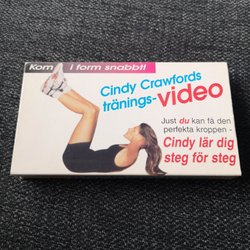 Kom i form snabbt!
Cindy Crawfords
tränings-video
Just du kan få den
perfekta kroppen -
Cindy lär dig
steg för steg